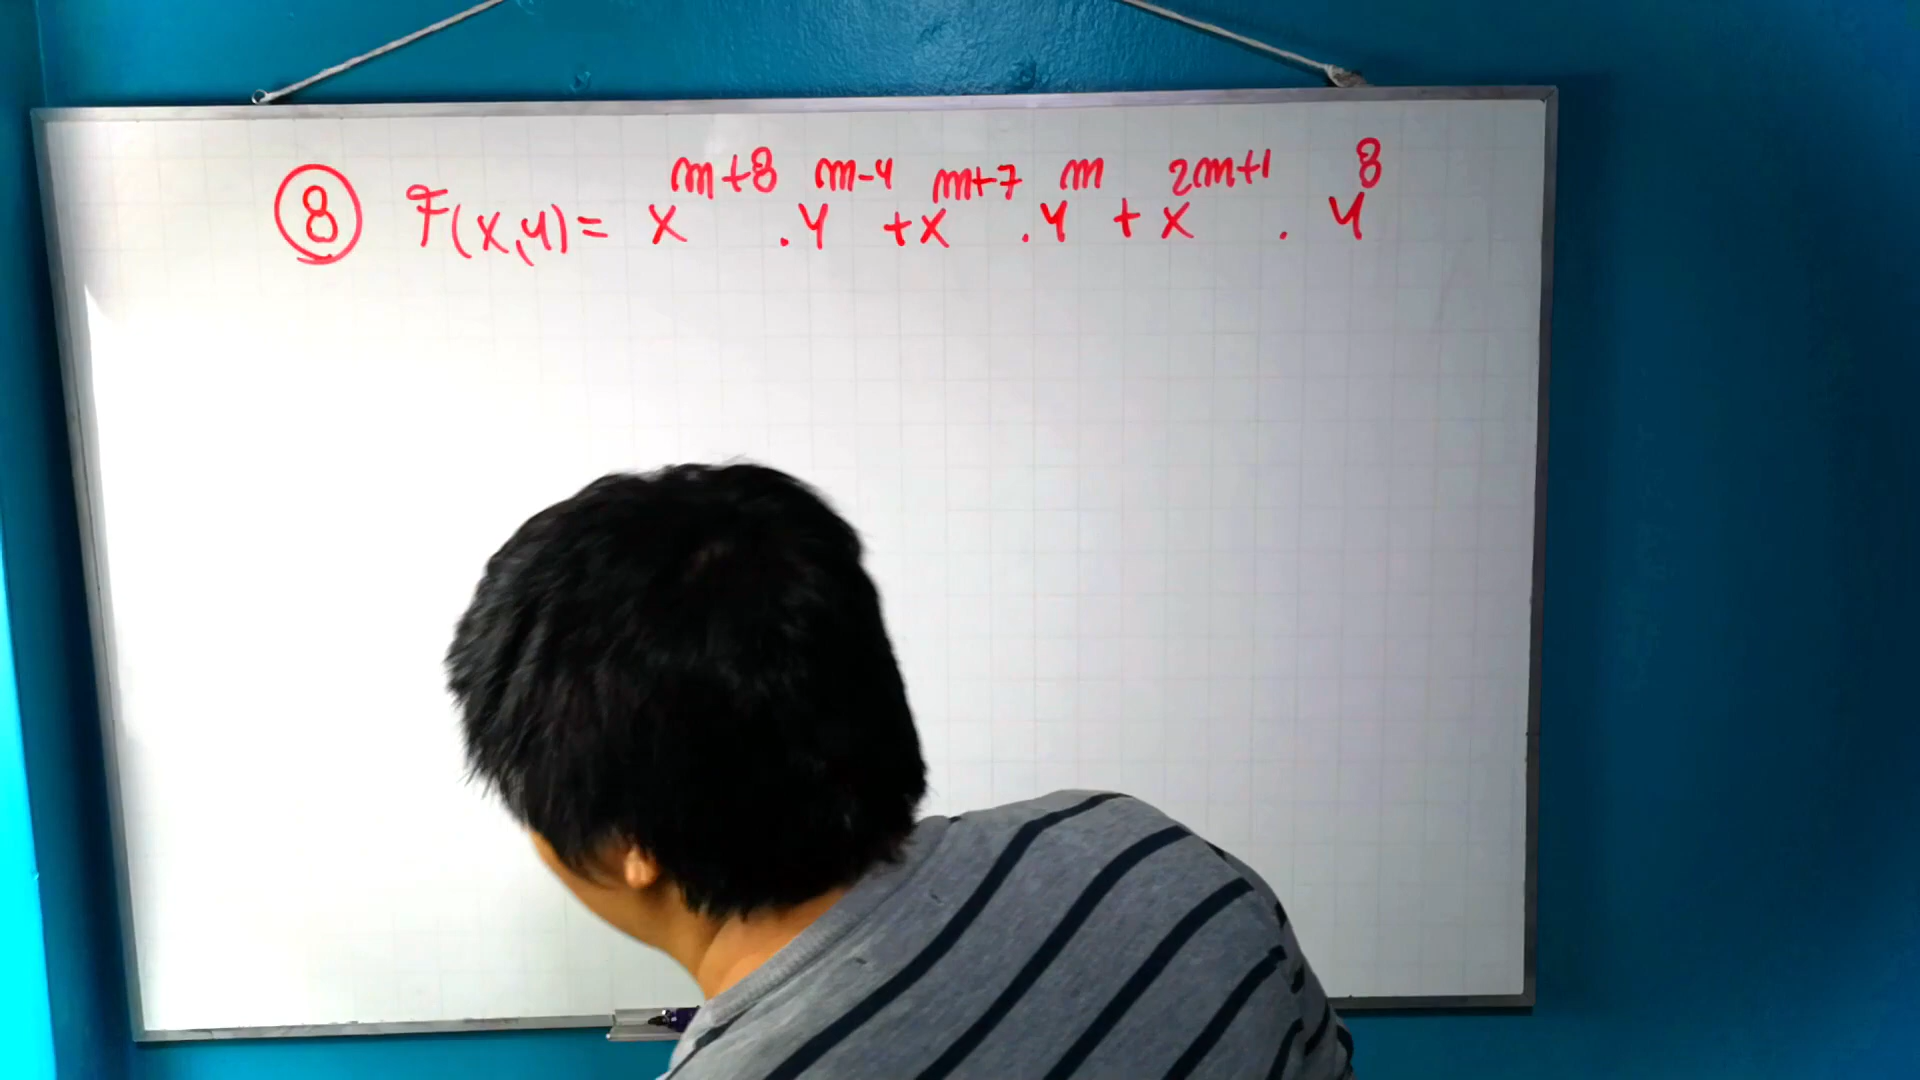 ⑧ F(x,y)= x^{m+8} . y^{m-4} + x^{m+7} . y^{m} + x^{2m+1} . y^{8}